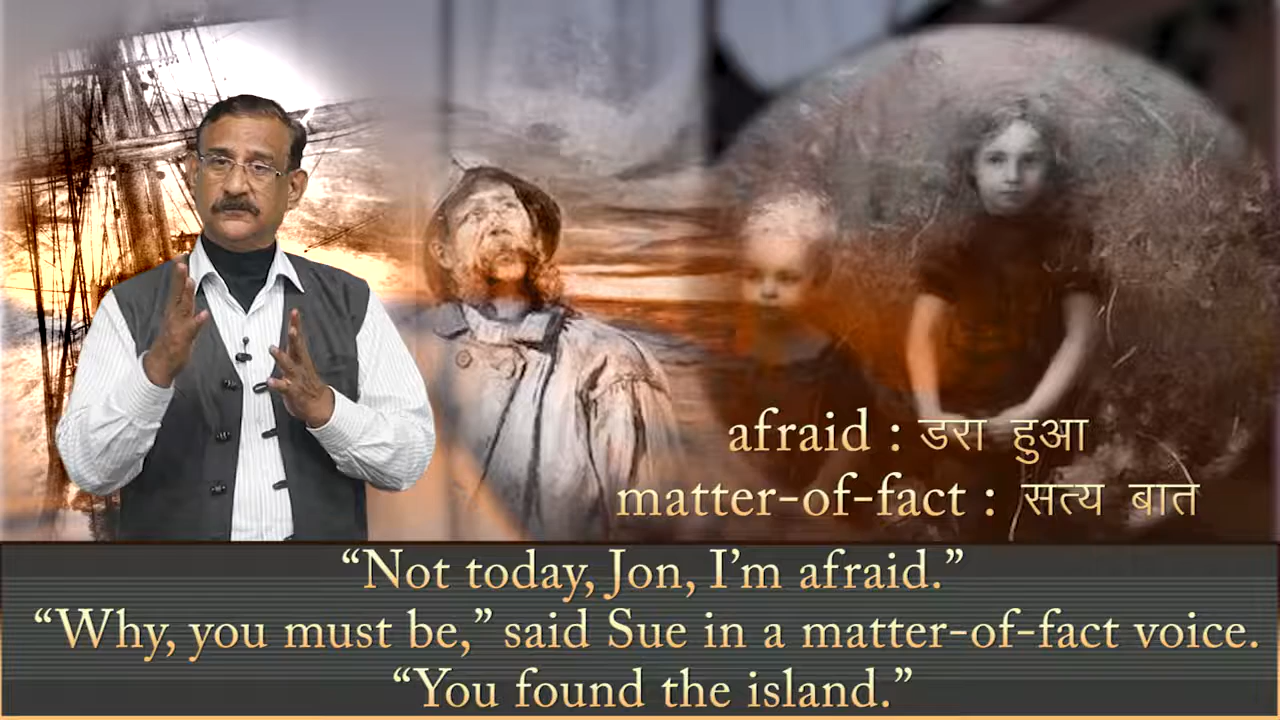 afraid : डरा हुआ
matter-of-fact : सत्य बात
“Not today, Jon, I’m afraid.”
“Why, you must be,” said Sue in a matter-of-fact voice.
“You found the island.”